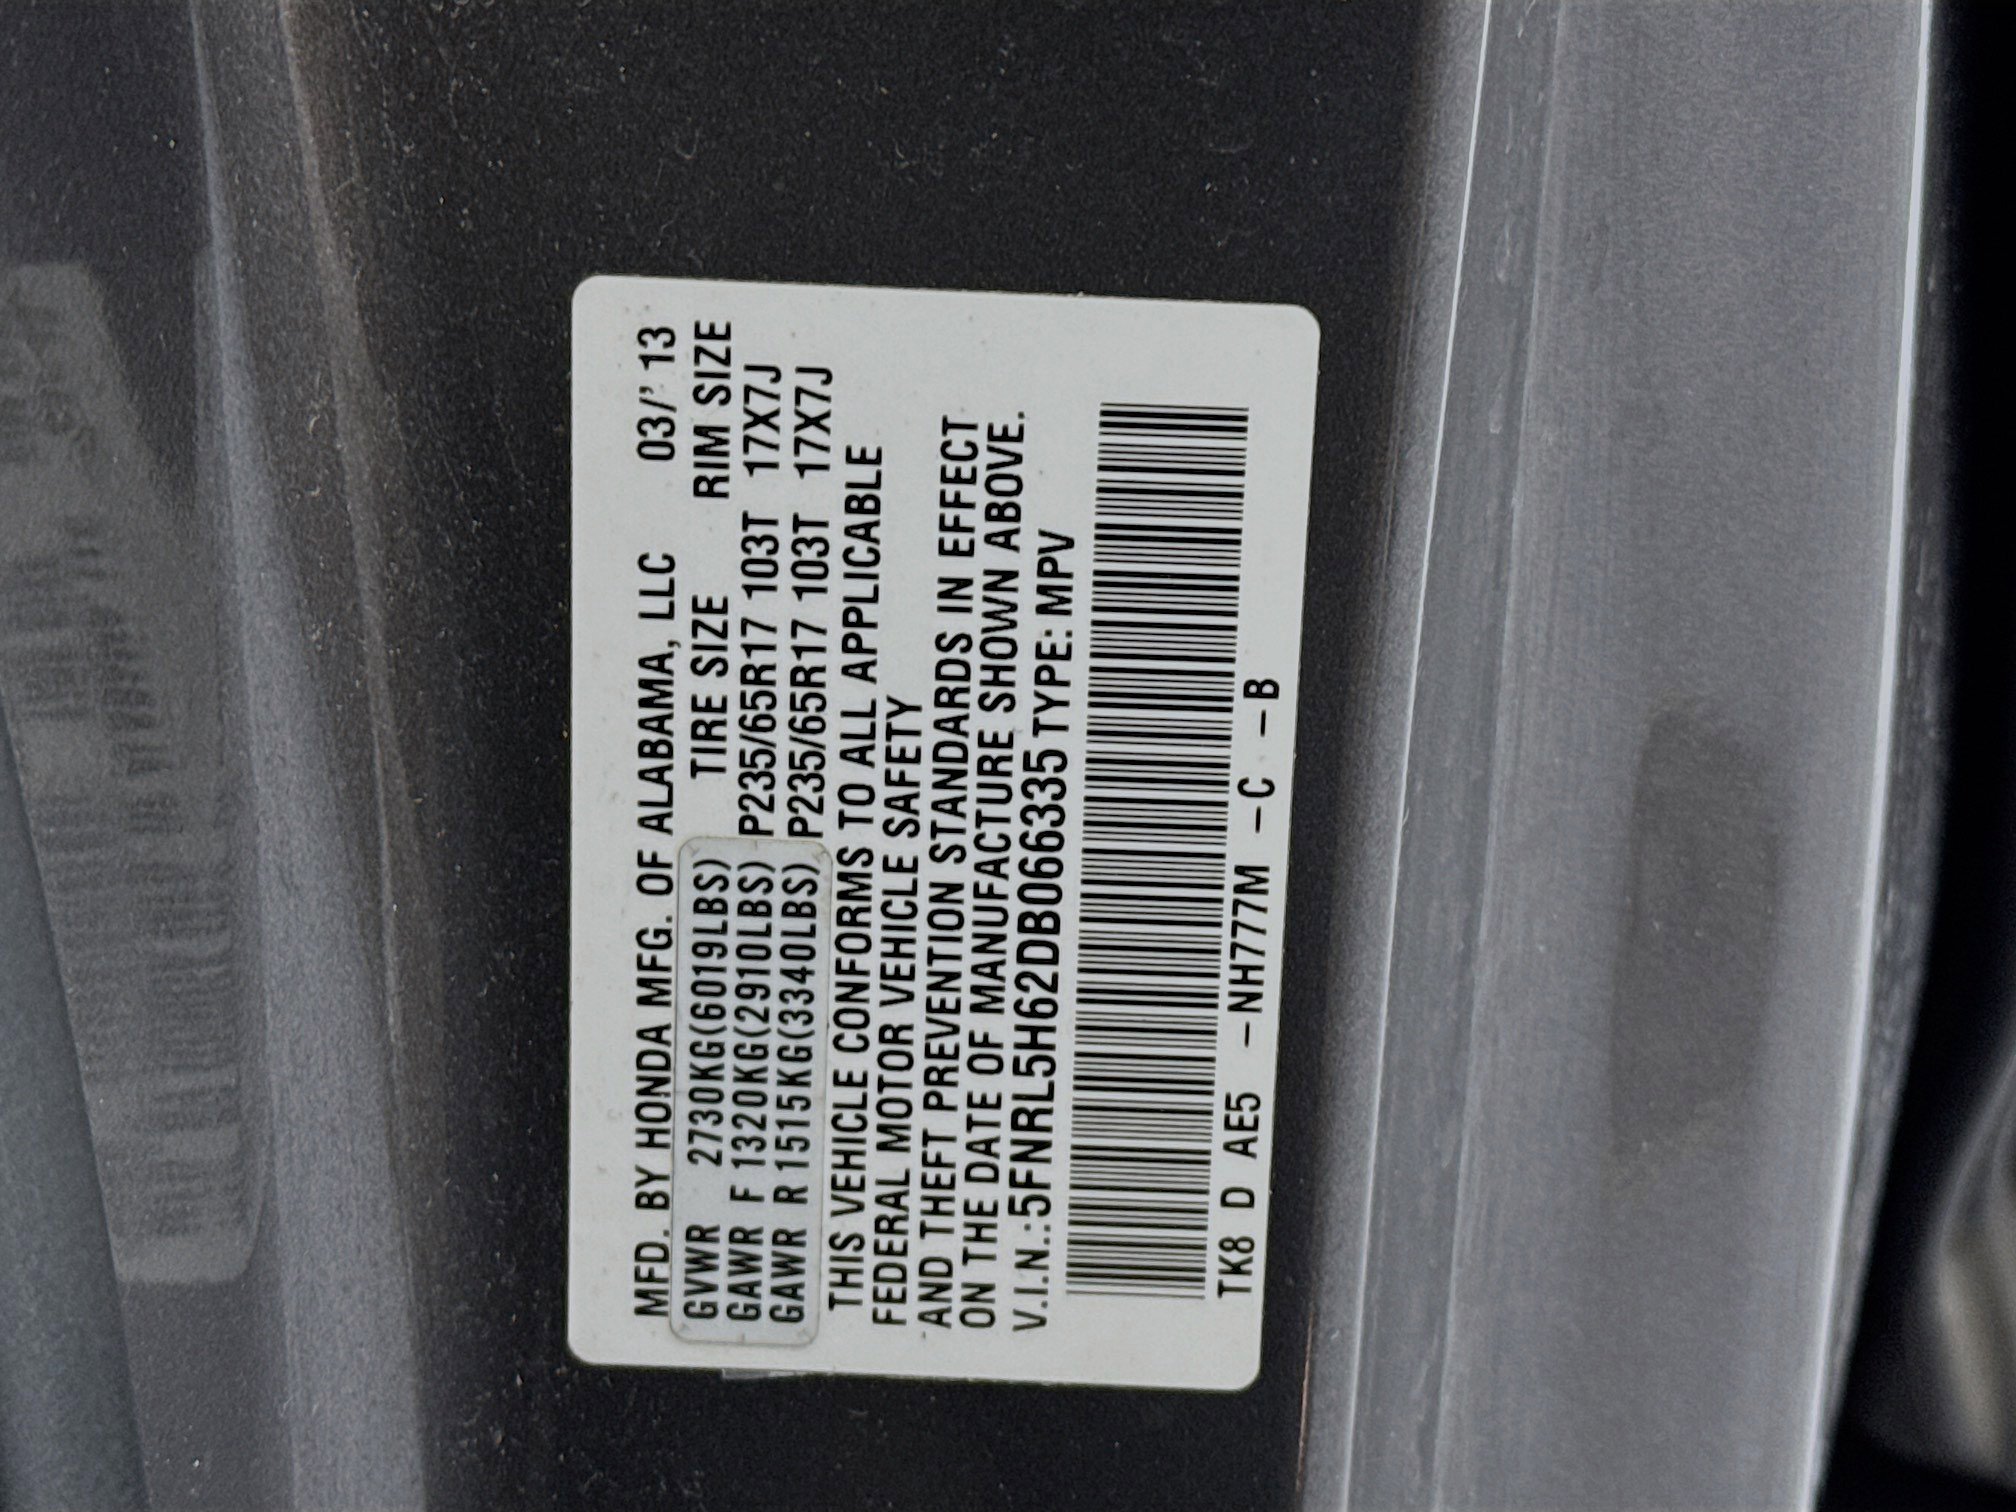 MFD. BY HONDA MFG. OF ALABAMA, LLC 03/' 13
TIRE SIZE RIM SIZE
GVWR 2730KG(6019LBS)
GAWR F 1320KG(2910LBS) P235/65R17 103T 17X7J
GAWR R 1515KG(3340LBS) P235/65R17 103T 17X7J
THIS VEHICLE CONFORMS TO ALL APPLICABLE
FEDERAL MOTOR VEHICLE SAFETY
AND THEFT PREVENTION STANDARDS IN EFFECT
ON THE DATE OF MANUFACTURE SHOWN ABOVE.
V.I.N.:5FNRL5H62DB066335 TYPE: MPV
TK8 D AE5 -NH777M -C -B